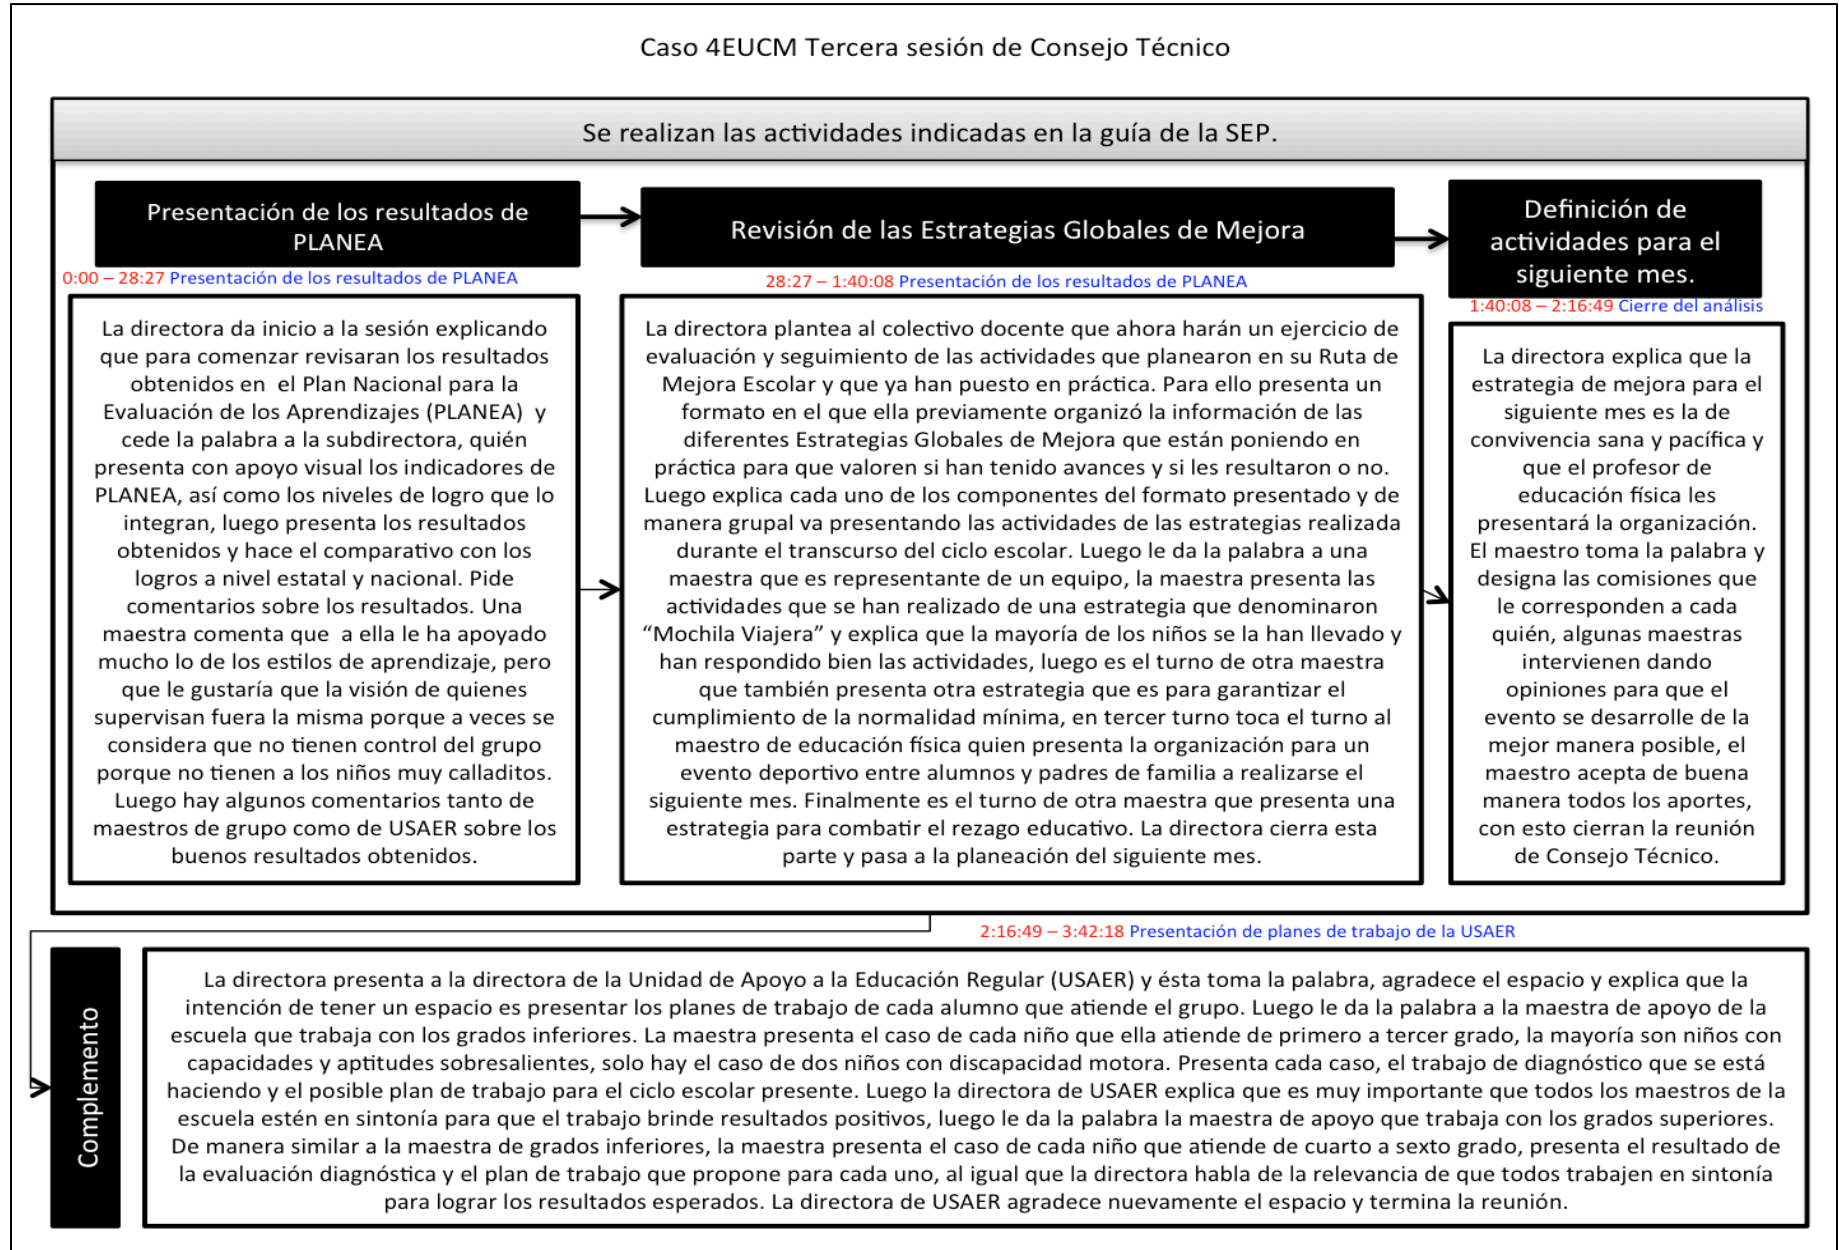 Caso 4EUCM Tercera sesión de Consejo Técnico
Se realizan las actividades indicadas en la guía de la SEP.
Presentación de los resultados de
PLANEA
0:00 – 28:27 Presentación de los resultados de PLANEA
La directora da inicio a la sesión explicando
que para comenzar revisaran los resultados
obtenidos en el Plan Nacional para la
Evaluación de los Aprendizajes (PLANEA) y
cede la palabra a la subdirectora, quién
presenta con apoyo visual los indicadores de
PLANEA, así como los niveles de logro que lo
integran, luego presenta los resultados
obtenidos y hace el comparativo con los
logros a nivel estatal y nacional. Pide
comentarios sobre los resultados. Una
maestra comenta que a ella le ha apoyado
mucho lo de los estilos de aprendizaje, pero
que le gustaría que la visión de quienes
supervisan fuera la misma porque a veces se
considera que no tienen control del grupo
porque no tienen a los niños muy calladitos.
Luego hay algunos comentarios tanto de
maestros de grupo como de USAER sobre los
buenos resultados obtenidos.
Revisión de las Estrategias Globales de Mejora
28:27 – 1:40:08 Presentación de los resultados de PLANEA
La directora plantea al colectivo docente que ahora harán un ejercicio de
evaluación y seguimiento de las actividades que planearon en su Ruta de
Mejora Escolar y que ya han puesto en práctica. Para ello presenta un
formato en el que ella previamente organizó la información de las
diferentes Estrategias Globales de Mejora que están poniendo en
práctica para que valoren si han tenido avances y si les resultaron o no.
Luego explica cada uno de los componentes del formato presentado y de
manera grupal va presentando las actividades de las estrategias realizada
durante el transcurso del ciclo escolar. Luego le da la palabra a una
maestra que es representante de un equipo, la maestra presenta las
actividades que se han realizado de una estrategia que denominaron
“Mochila Viajera” y explica que la mayoría de los niños se la han llevado y
han respondido bien las actividades, luego es el turno de otra maestra
que también presenta otra estrategia que es para garantizar el
cumplimiento de la normalidad mínima, en tercer turno toca el turno al
maestro de educación física quien presenta la organización para un
evento deportivo entre alumnos y padres de familia a realizarse el
siguiente mes. Finalmente es el turno de otra maestra que presenta una
estrategia para combatir el rezago educativo. La directora cierra esta
parte y pasa a la planeación del siguiente mes.
Definición de
actividades para el
siguiente mes.
1:40:08 – 2:16:49 Cierre del análisis
La directora explica que la
estrategia de mejora para el
siguiente mes es la de
convivencia sana y pacífica y
que el profesor de
educación física les
presentará la organización.
El maestro toma la palabra y
designa las comisiones que
le corresponden a cada
quién, algunas maestras
intervienen dando
opiniones para que el
evento se desarrolle de la
mejor manera posible, el
maestro acepta de buena
manera todos los aportes,
con esto cierran la reunión
de Consejo Técnico.
2:16:49 – 3:42:18 Presentación de planes de trabajo de la USAER
Complemento
La directora presenta a la directora de la Unidad de Apoyo a la Educación Regular (USAER) y ésta toma la palabra, agradece el espacio y explica que la
intención de tener un espacio es presentar los planes de trabajo de cada alumno que atiende el grupo. Luego le da la palabra a la maestra de apoyo de la
escuela que trabaja con los grados inferiores. La maestra presenta el caso de cada niño que ella atiende de primero a tercer grado, la mayoría son niños con
capacidades y aptitudes sobresalientes, solo hay el caso de dos niños con discapacidad motora. Presenta cada caso, el trabajo de diagnóstico que se está
haciendo y el posible plan de trabajo para el ciclo escolar presente. Luego la directora de USAER explica que es muy importante que todos los maestros de la
escuela estén en sintonía para que el trabajo brinde resultados positivos, luego le da la palabra la maestra de apoyo que trabaja con los grados superiores.
De manera similar a la maestra de grados inferiores, la maestra presenta el caso de cada niño que atiende de cuarto a sexto grado, presenta el resultado de
la evaluación diagnóstica y el plan de trabajo que propone para cada uno, al igual que la directora habla de la relevancia de que todos trabajen en sintonía
para lograr los resultados esperados. La directora de USAER agradece nuevamente el espacio y termina la reunión.